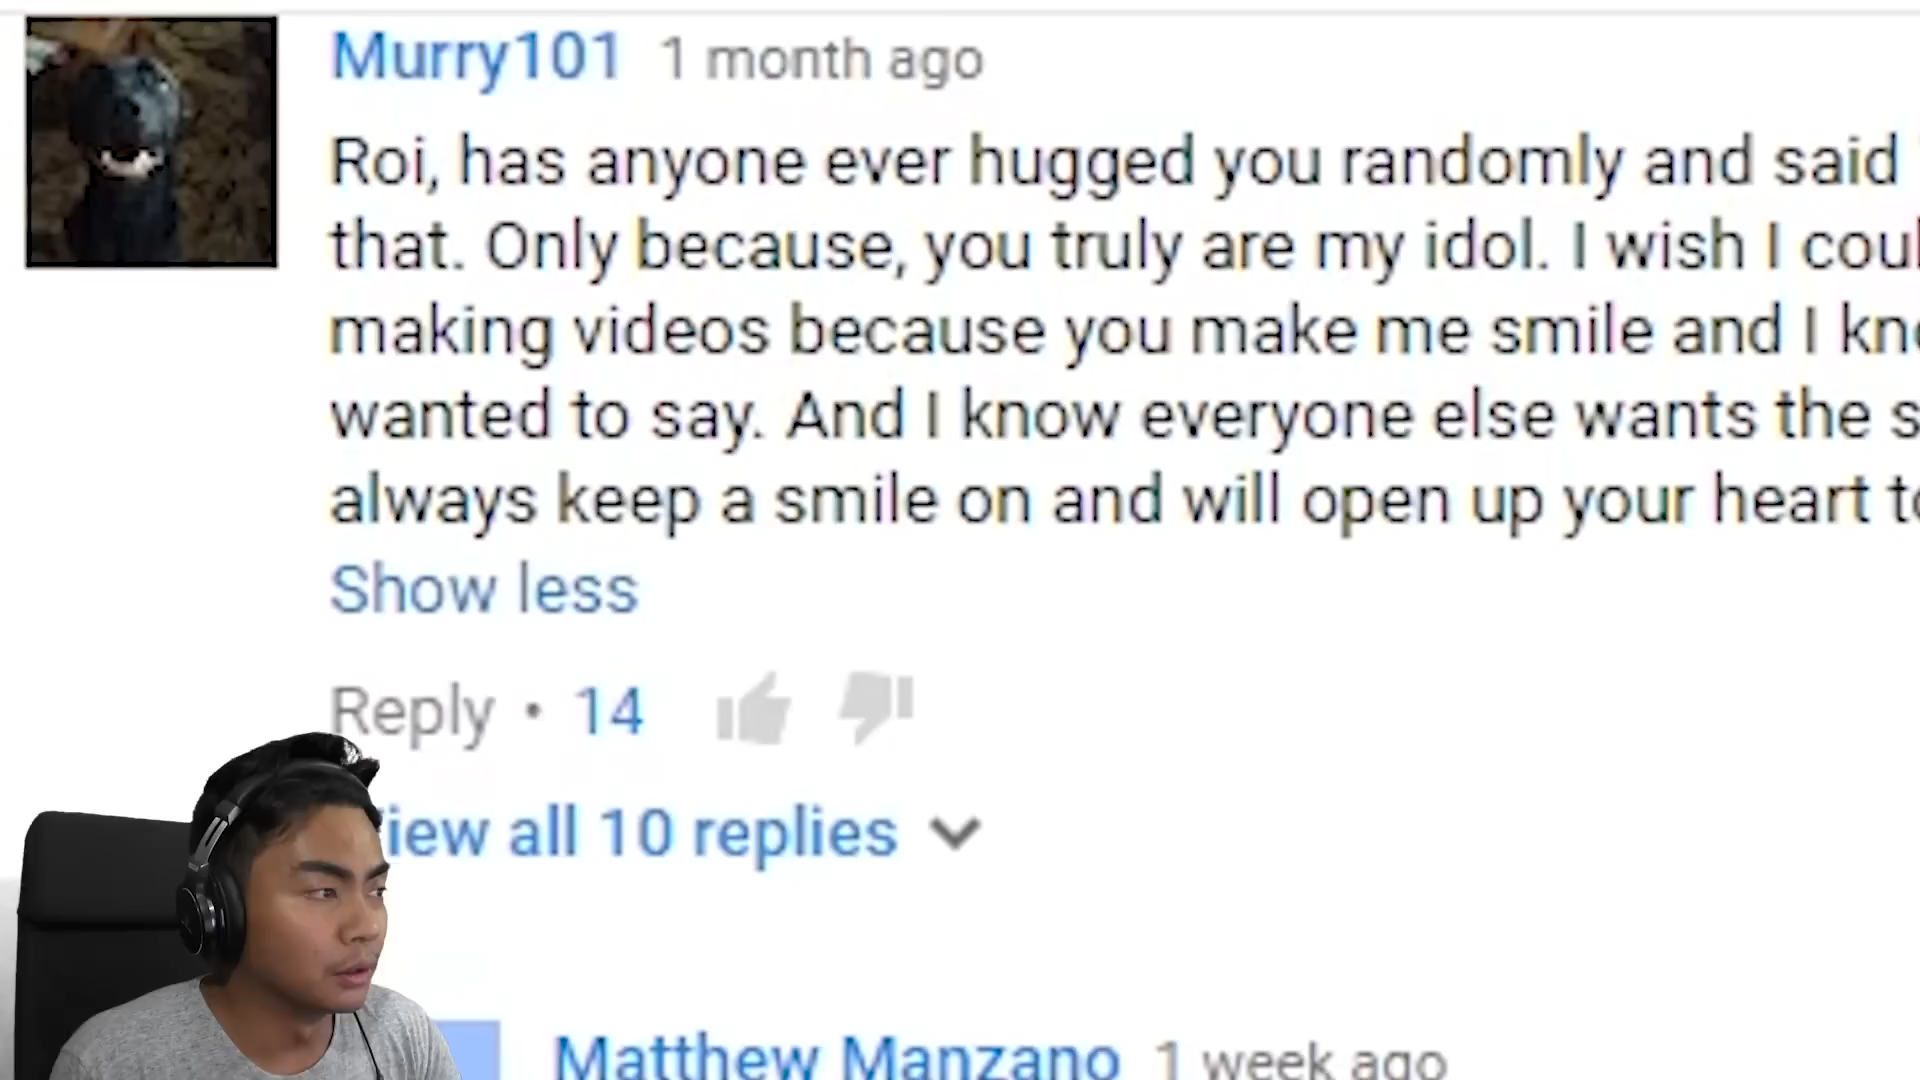 Murry101 1 month ago
Roi, has anyone ever hugged you randomly and said
that. Only because, you truly are my idol. I wish I coul
making videos because you make me smile and I kno
wanted to say. And I know everyone else wants the s
always keep a smile on and will open up your heart to
Show less
Reply • 14
iew all 10 replies
Matthew Manzano 1 week ago